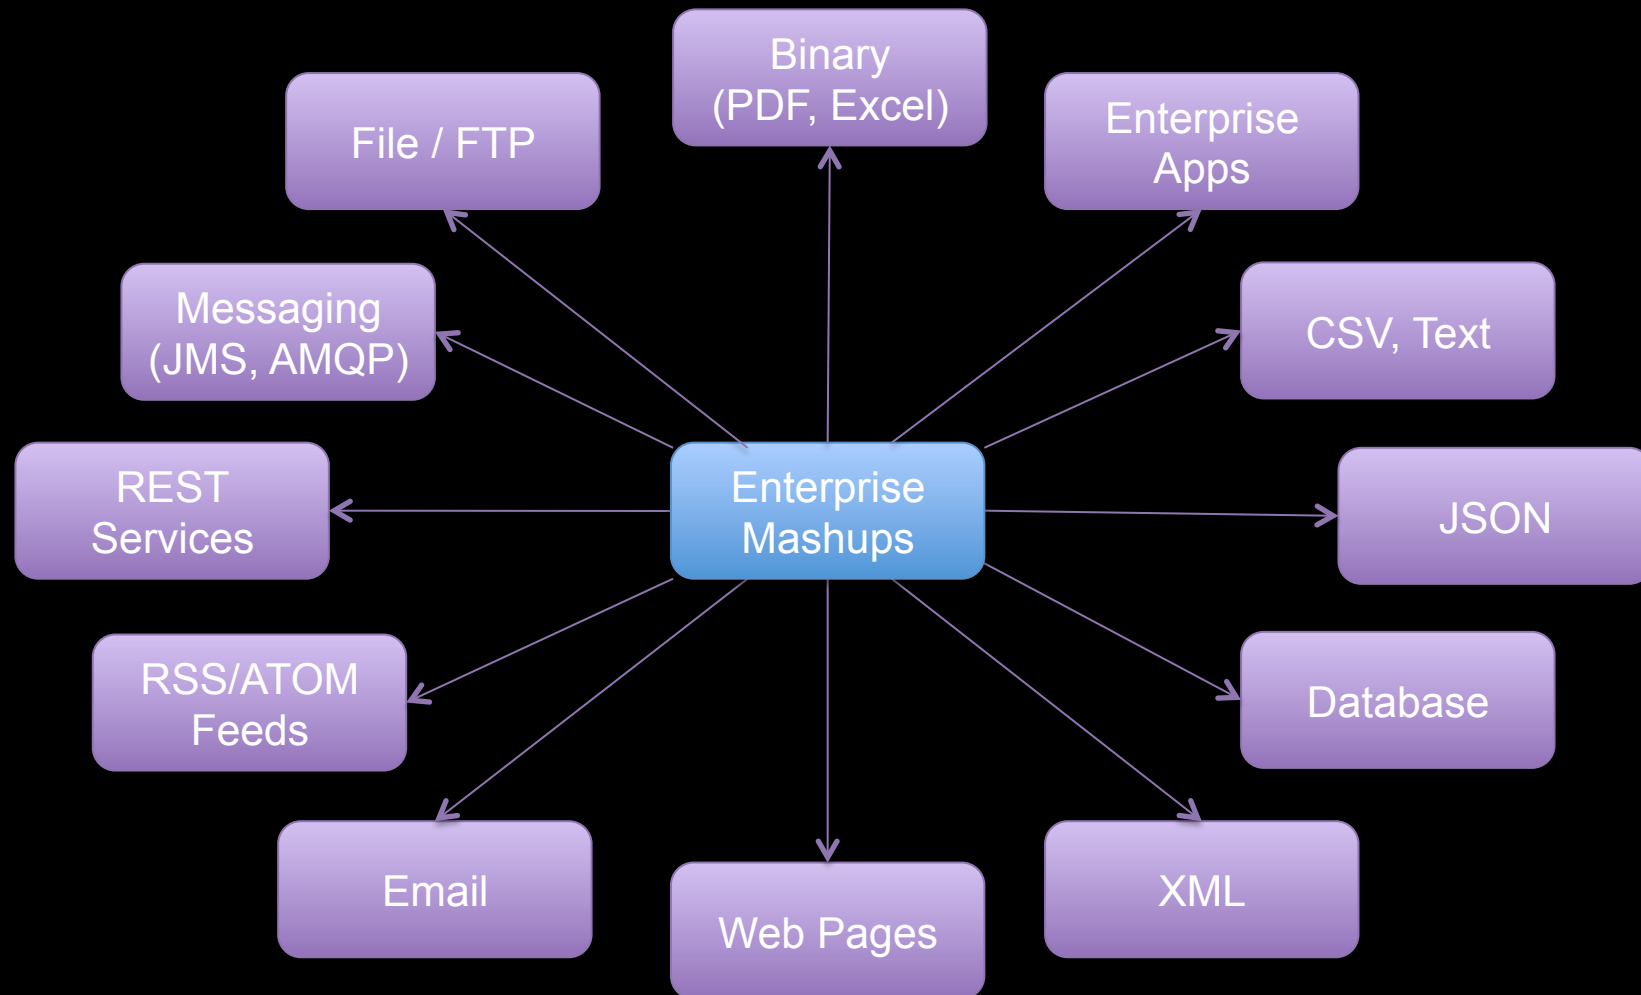 Binary
(PDF, Excel)
File / FTP
Enterprise
Apps
Messaging
(JMS, AMQP)
CSV, Text
REST
Services
Enterprise
Mashups
JSON
RSS/ATOM
Feeds
Database
Email
Web Pages
XML